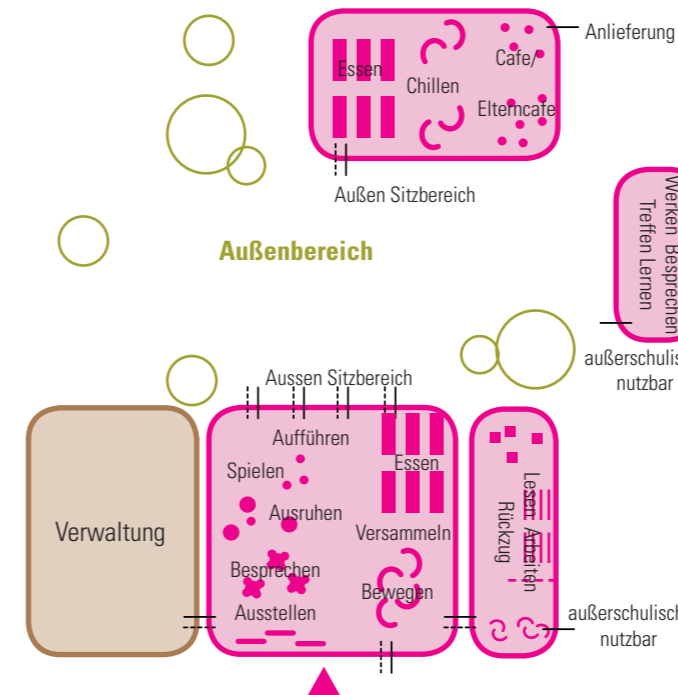 Anlieferung
Cafe/
Essen
Chillen
Elterncafe
Außen Sitzbereich
Werken Besprechen
Treffen Lernen
Außenbereich
außerschulis
nutzbar
Aussen Sitzbereich
Aufführen
Essen
Spielen
Ausruhen
Versammeln
Besprechen
Bewegen
Ausstellen
Verwaltung
Lesen Arbeiten
Rückzug
außerschulisch
nutzbar